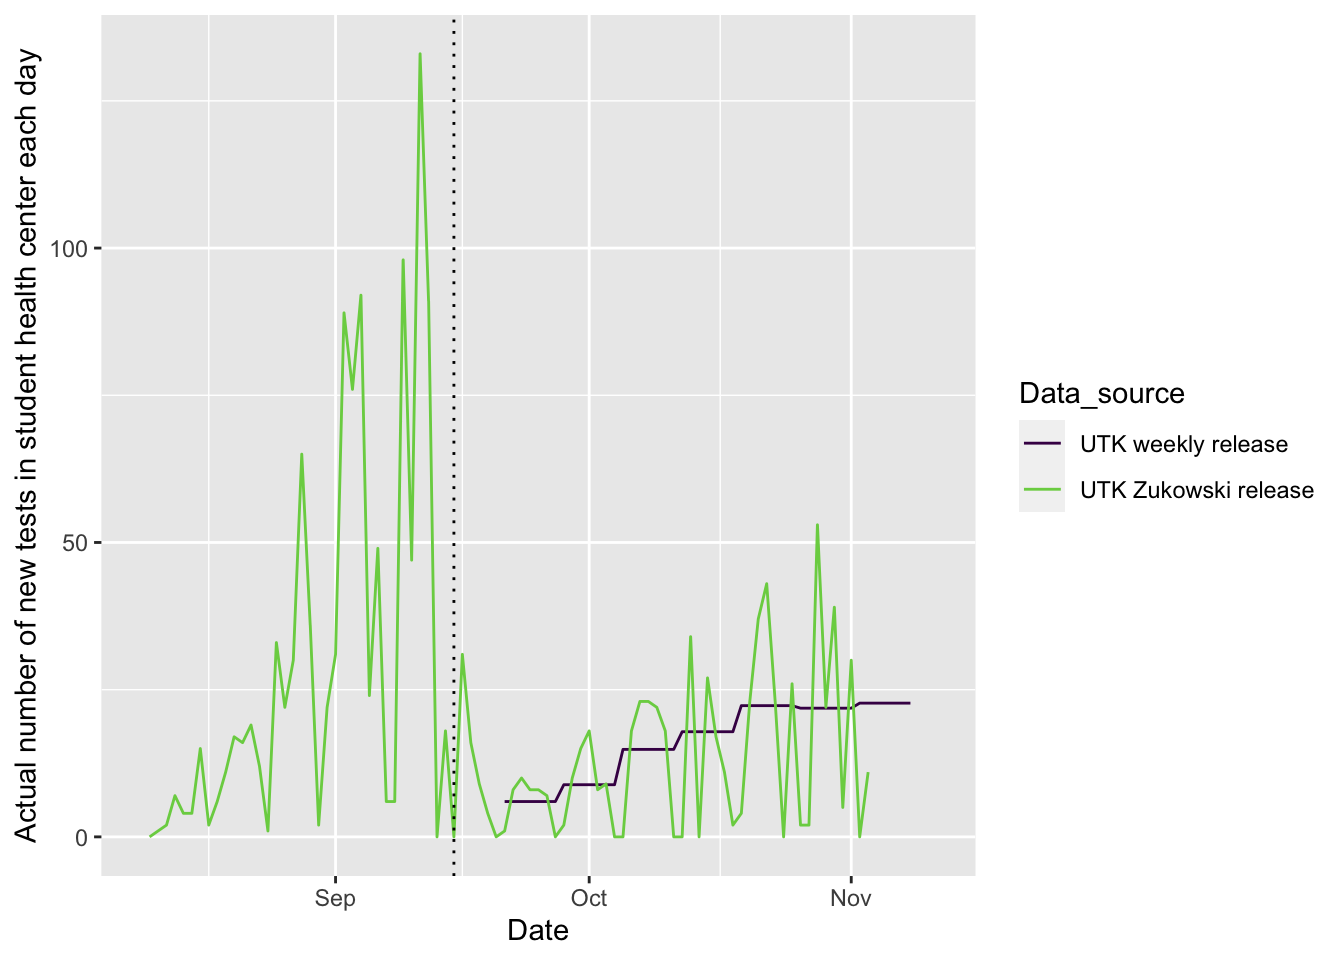 Actual number of new tests in student health center each day
100
50
0
Sep
Oct
Nov
Date
Data_source
UTK weekly release
UTK Zukowski release